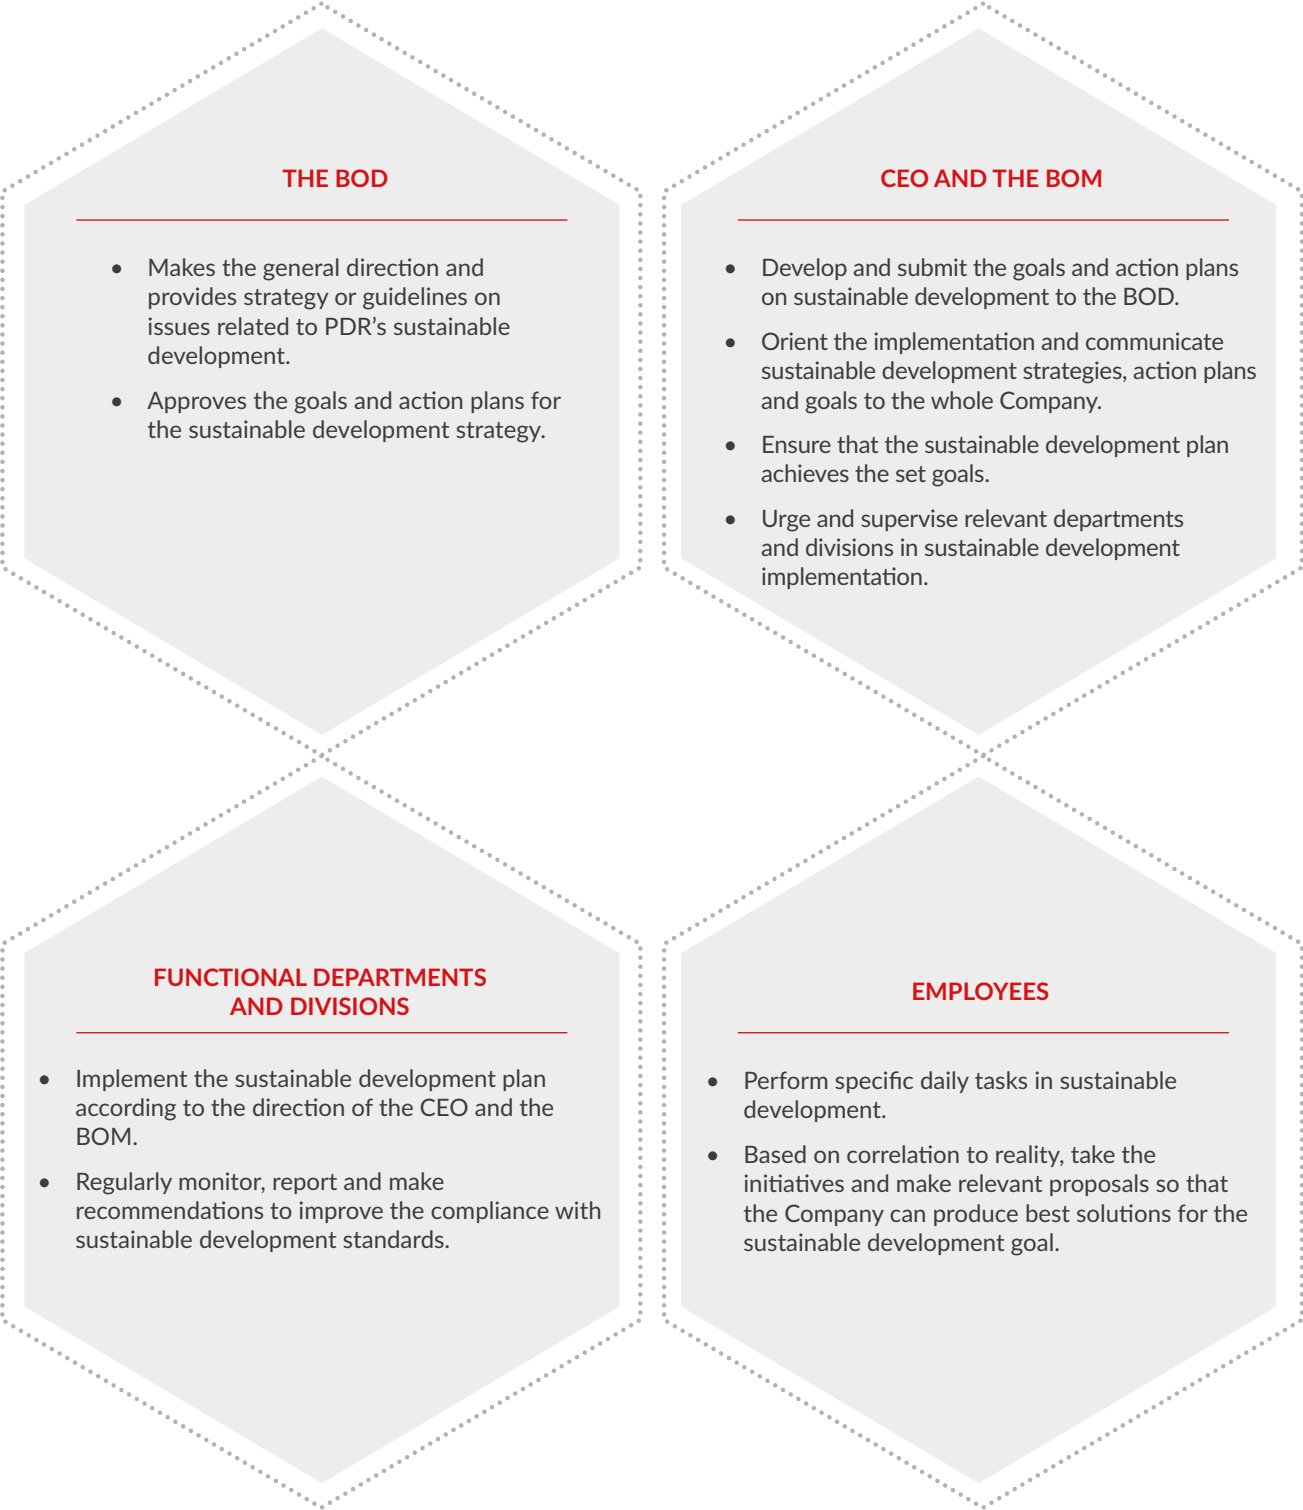 THE BOD
• Makes the general direction and
provides strategy or guidelines on
issues related to PDR’s sustainable
development.
• Approves the goals and action plans for
the sustainable development strategy.
CEO AND THE BOM
• Develop and submit the goals and action plans
on sustainable development to the BOD.
• Orient the implementation and communicate
sustainable development strategies, action plans
and goals to the whole Company.
• Ensure that the sustainable development plan
achieves the set goals.
• Urge and supervise relevant departments
and divisions in sustainable development
implementation.
FUNCTIONAL DEPARTMENTS
AND DIVISIONS
• Implement the sustainable development plan
according to the direction of the CEO and the
BOM.
• Regularly monitor, report and make
recommendations to improve the compliance with
sustainable development standards.
EMPLOYEES
• Perform specific daily tasks in sustainable
development.
• Based on correlation to reality, take the
initiatives and make relevant proposals so that
the Company can produce best solutions for the
sustainable development goal.